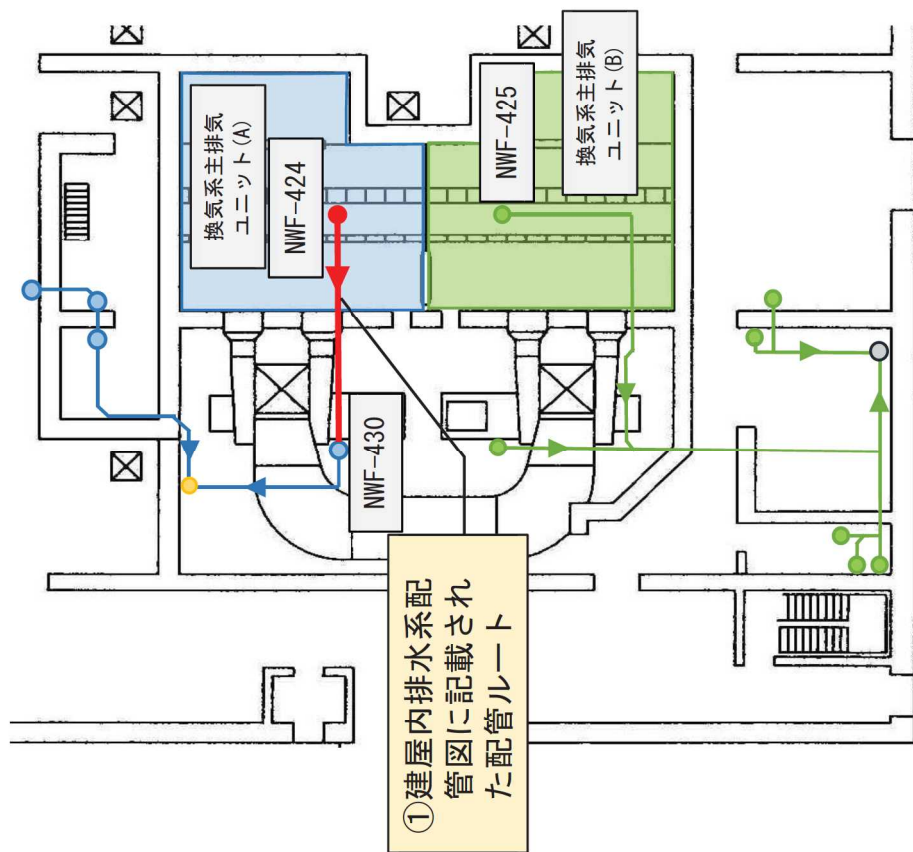 換気系主排気
ユニット(A)
NWF-424
NWF-425
換気系主排気
ユニット(B)
NWF-430
①建屋内排水系配
管図に記載され
た配管ルート